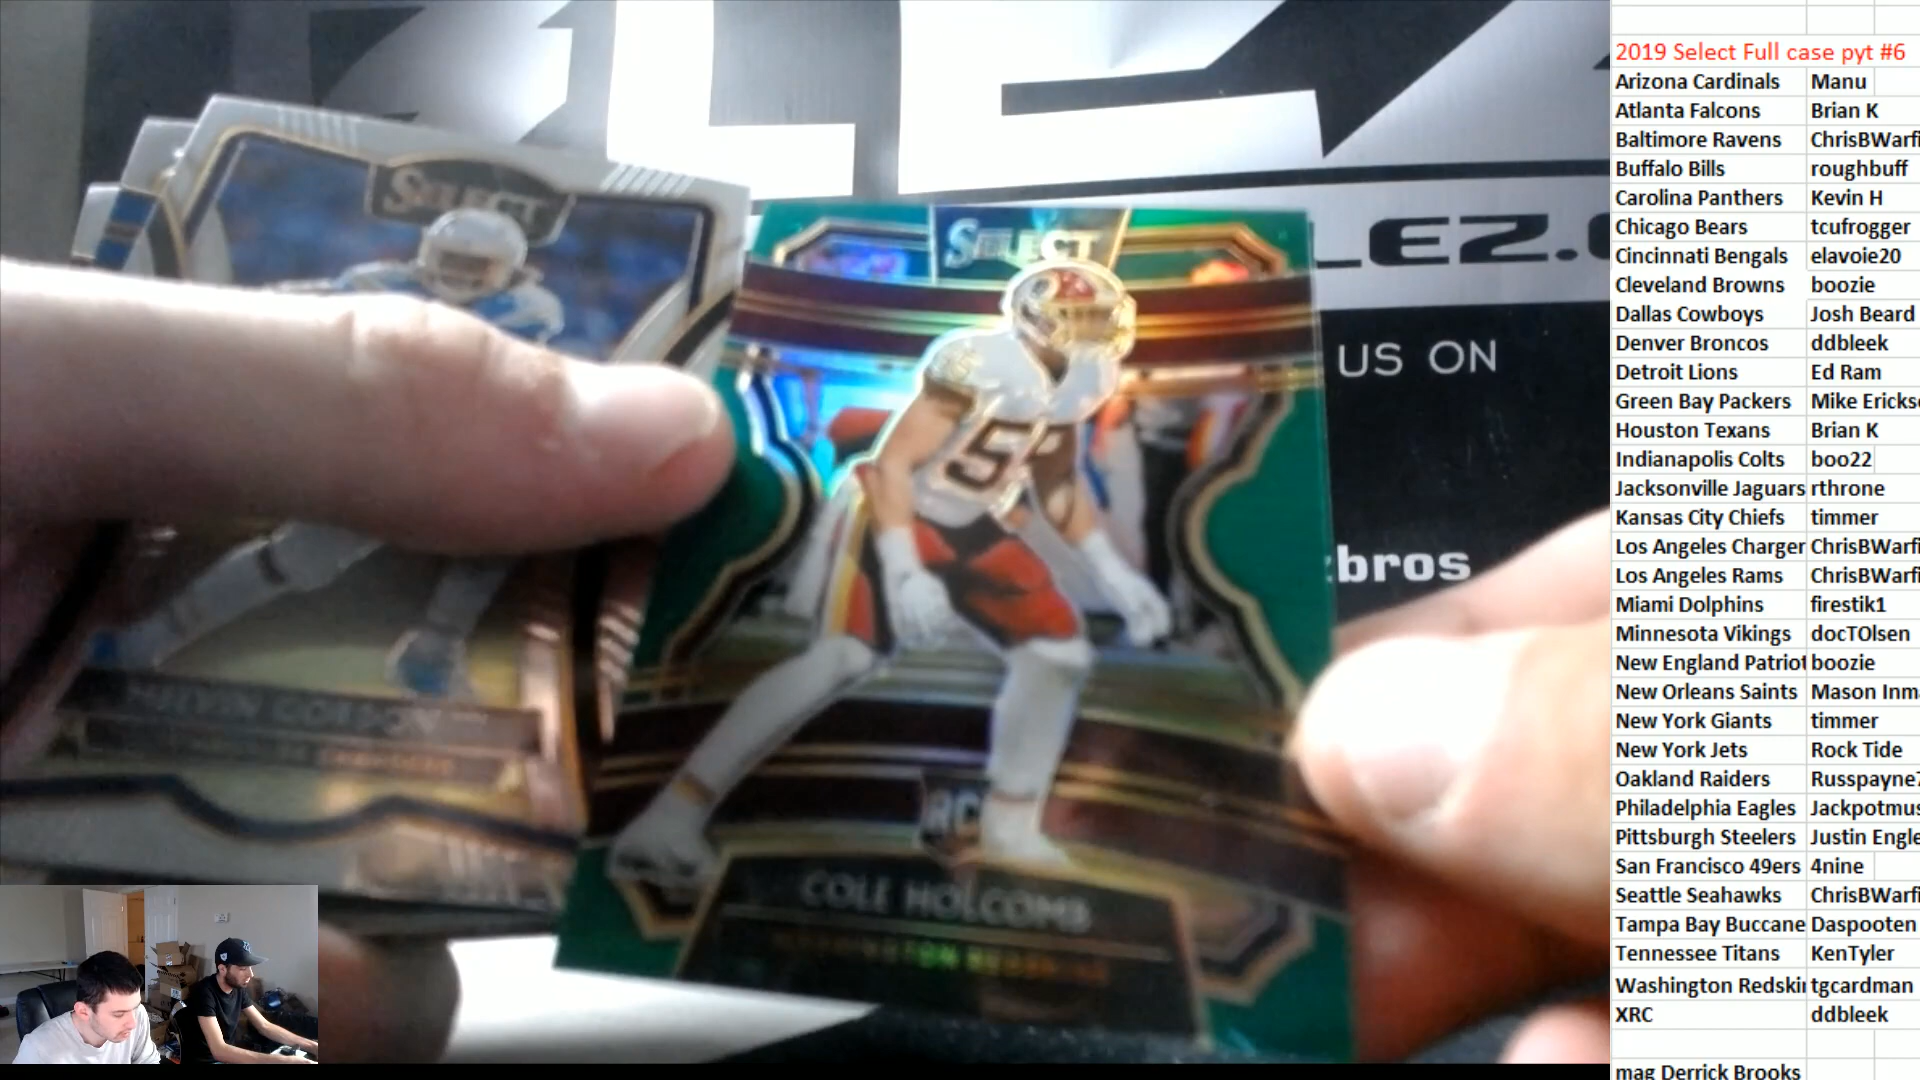 SELECT
SELECT
LEZ.
US ON
bros
MELVIN GORDON
COLE HOLCOMB
RC
2019 Select Full case pyt #6
Arizona Cardinals Manu
Atlanta Falcons Brian K
Baltimore Ravens ChrisBWarfi
Buffalo Bills roughbuff
Carolina Panthers Kevin H
Chicago Bears tcufrogger
Cincinnati Bengals elavoie20
Cleveland Browns boozie
Dallas Cowboys Josh Beard
Denver Broncos ddbleek
Detroit Lions Ed Ram
Green Bay Packers Mike Erickso
Houston Texans Brian K
Indianapolis Colts boo22
Jacksonville Jaguars rthrone
Kansas City Chiefs timmer
Los Angeles Charger ChrisBWarfi
Los Angeles Rams ChrisBWarfi
Miami Dolphins firestik1
Minnesota Vikings docTOlsen
New England Patriot boozie
New Orleans Saints Mason Inma
New York Giants timmer
New York Jets Rock Tide
Oakland Raiders Russpayne7
Philadelphia Eagles Jackpotmus
Pittsburgh Steelers Justin Engle
San Francisco 49ers 4nine
Seattle Seahawks ChrisBWarfi
Tampa Bay Buccane Daspooten
Tennessee Titans KenTyler
Washington Redskin tgcardman
XRC ddbleek
mag Derrick Brooks